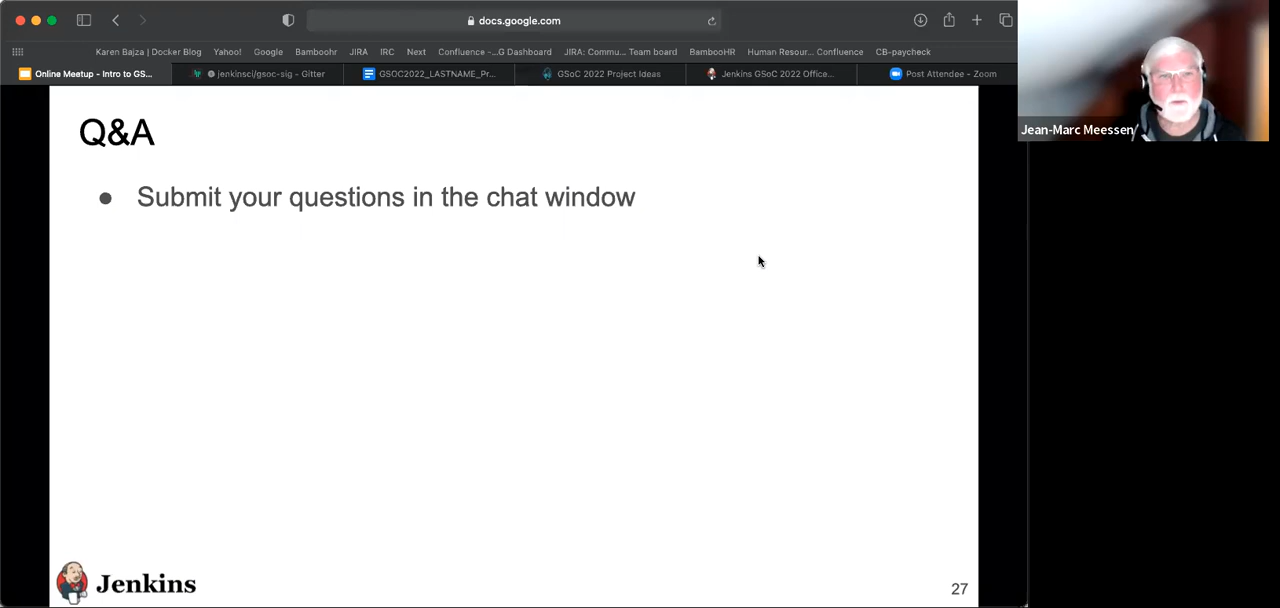 docs.google.com
Karen Bajza | Docker Blog Yahoo! Google Bamboohr JIRA IRC Next Confluence -...G Dashboard JIRA: Commu... Team board BambooHR Human Resour... Confluence CB-paycheck
Online Meetup - Intro to GS... jenkinsci/gsoc-sig - Gitter GSOC2022_LASTNAME_Pr... GSoC 2022 Project Ideas Jenkins GSoC 2022 Office... Post Attendee - Zoom
Jean-Marc Meessen
Q&A
● Submit your questions in the chat window
Jenkins
27